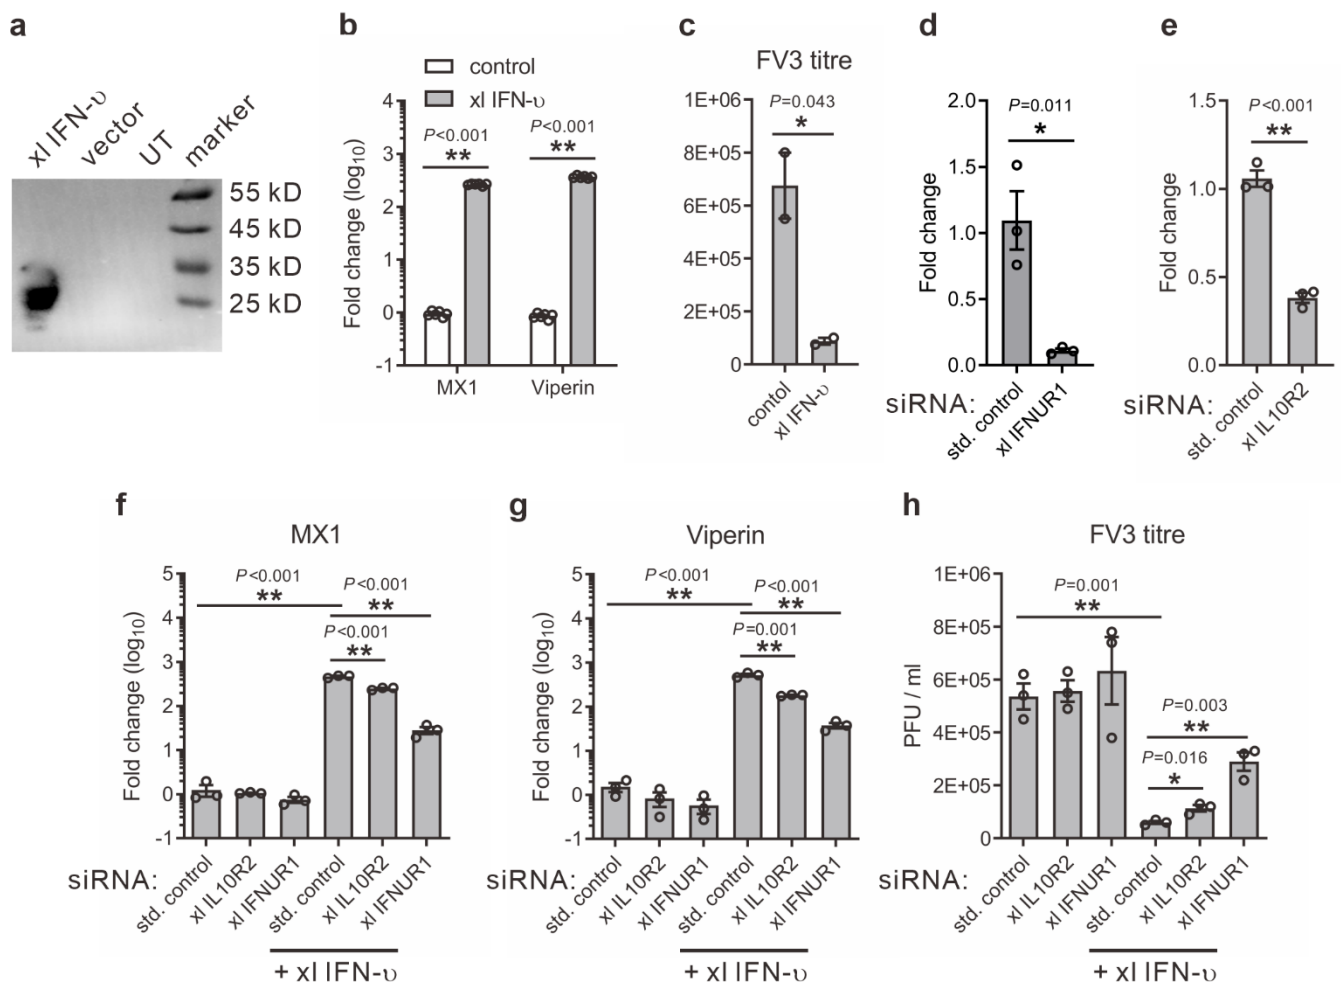 a
xl IFN-υ
vector
UT
marker
55 kD
45 kD
35 kD
25 kD
b
control
xl IFN-υ
Fold change (log10)
4
3
2
1
0
-1
P<0.001
**
P<0.001
**
MX1
Viperin
c
FV3 titre
1E+06
8E+05
6E+05
4E+05
2E+05
0
P=0.043
*
contol
xl IFN-υ
d
Fold change
2.0
1.5
1.0
0.5
0.0
P=0.011
*
siRNA:
std. control
xl IFNUR1
e
Fold change
1.5
1.0
0.5
0.0
P<0.001
**
siRNA:
std. control
xl IL10R2
f
MX1
Fold change (log10)
5
4
3
2
1
0
-1
P<0.001
**
P<0.001
**
P<0.001
**
siRNA:
std. control
xl IL10R2
xl IFNUR1
std. control
xl IL10R2
xl IFNUR1
+ xl IFN-υ
g
Viperin
Fold change (log10)
5
4
3
2
1
0
-1
P<0.001
**
P<0.001
**
P=0.001
**
siRNA:
std. control
xl IL10R2
xl IFNUR1
std. control
xl IL10R2
xl IFNUR1
+ xl IFN-υ
h
FV3 titre
PFU / ml
1E+06
8E+05
6E+05
4E+05
2E+05
0
P=0.001
**
P=0.003
**
P=0.016
*
siRNA:
std. control
xl IL10R2
xl IFNUR1
std. control
xl IL10R2
xl IFNUR1
+ xl IFN-υ